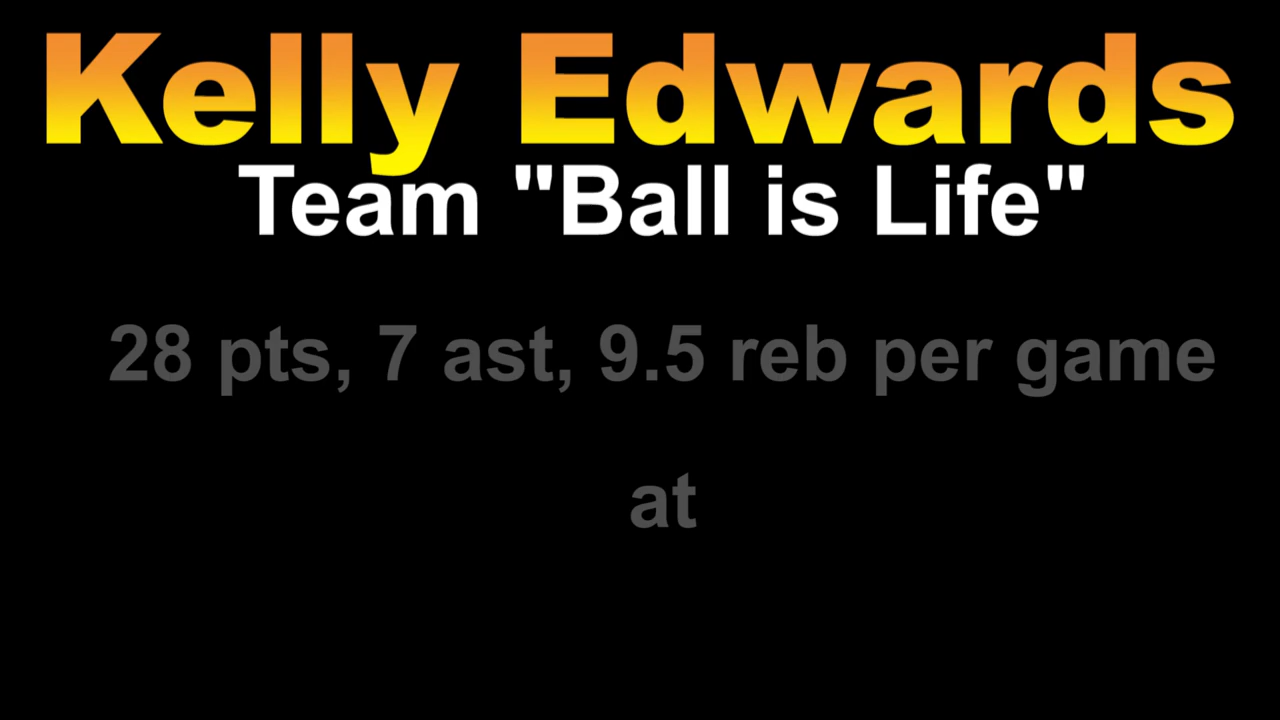 Kelly Edwards
Team "Ball is Life"
28 pts, 7 ast, 9.5 reb per game
at